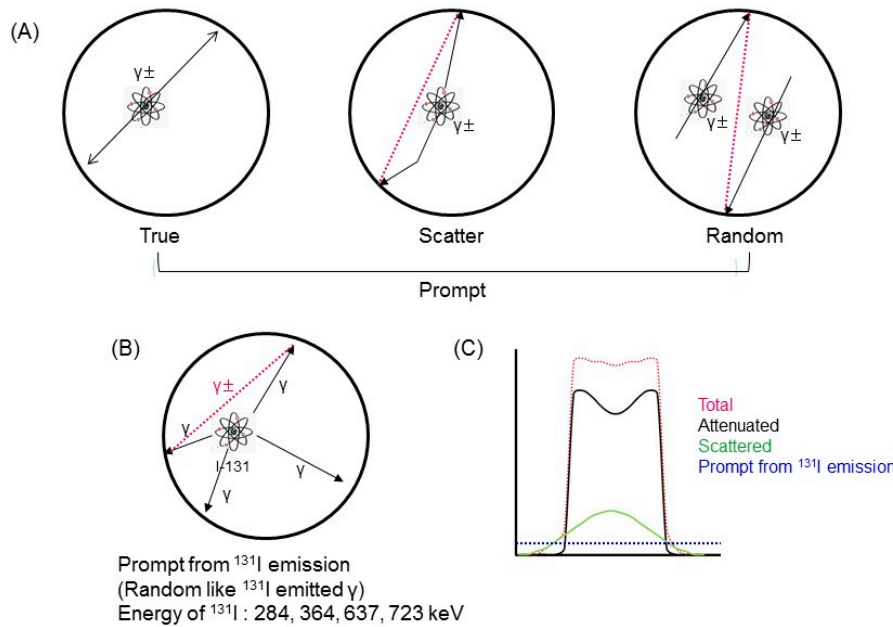 (A)
γ±
γ±
γ±
γ±
True
Scatter
Random
Prompt
(B)
γ±
γ
γ
γ
γ
I-131
Prompt from ¹³¹I emission
(Random like ¹³¹I emitted γ)
Energy of ¹³¹I : 284, 364, 637, 723 keV
(C)
Total
Attenuated
Scattered
Prompt from ¹³¹I emission